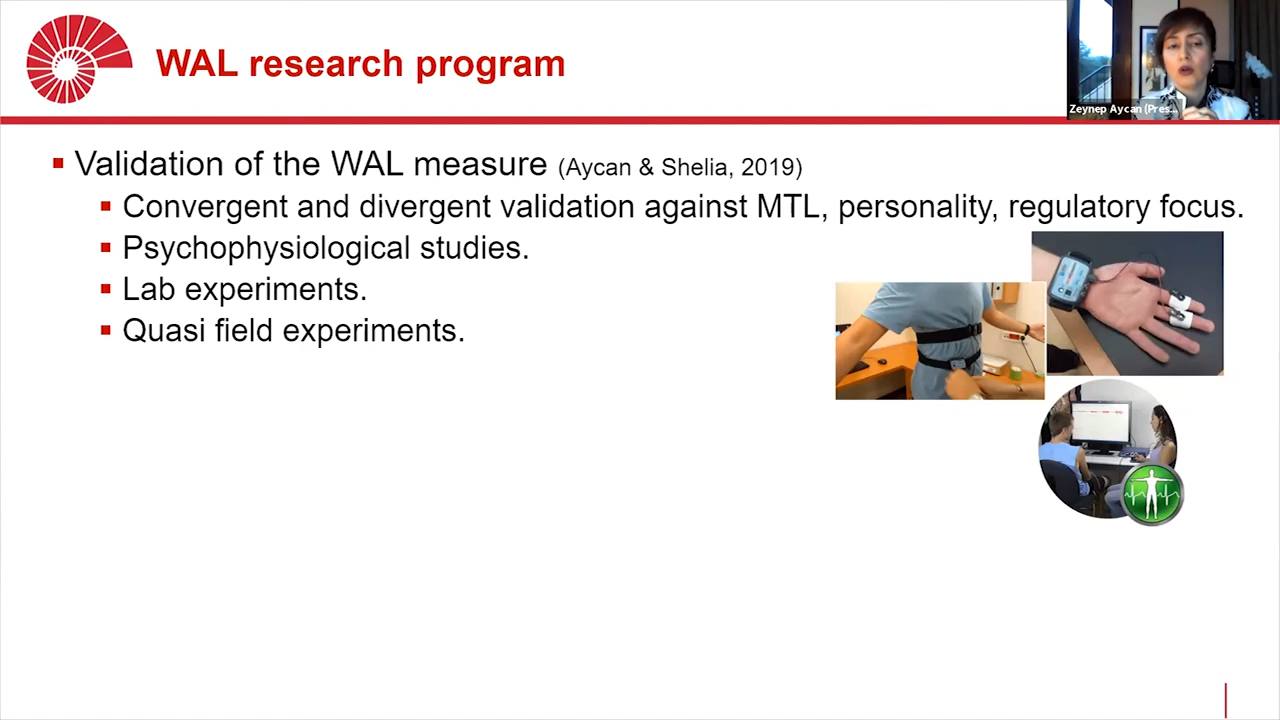 WAL research program
Zeynep Aycan (Pres...
Validation of the WAL measure (Aycan & Shelia, 2019)
Convergent and divergent validation against MTL, personality, regulatory focus.
Psychophysiological studies.
Lab experiments.
Quasi field experiments.